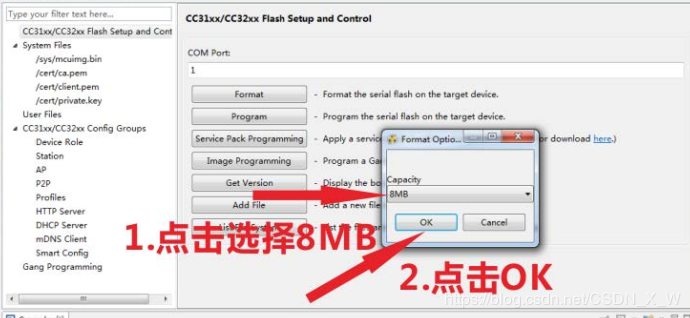 Type your filter text here...
CC31xx/CC32xx Flash Setup and Cont
System Files
/sys/mcuimg.bin
/cert/ca.pem
/cert/client.pem
/cert/private.key
User Files
CC31xx/CC32xx Config Groups
Device Role
Station
AP
P2P
Profiles
HTTP Server
DHCP Server
mDNS Client
Smart Config
Gang Programming
CC31xx/CC32xx Flash Setup and Control
COM Port:
1
Format - Format the serial flash on the target device.
Program - Program the serial flash on the target device.
Service Pack Programming - Apply a service or download here.)
Image Programming - Program a Ga
Get Version - Display the bo
Add File - Add a new file
Format Optio...
Capacity
8MB
OK Cancel
1.点击选择8MB
2.点击OK
https://blog.csdn.net/CSDN_X_W